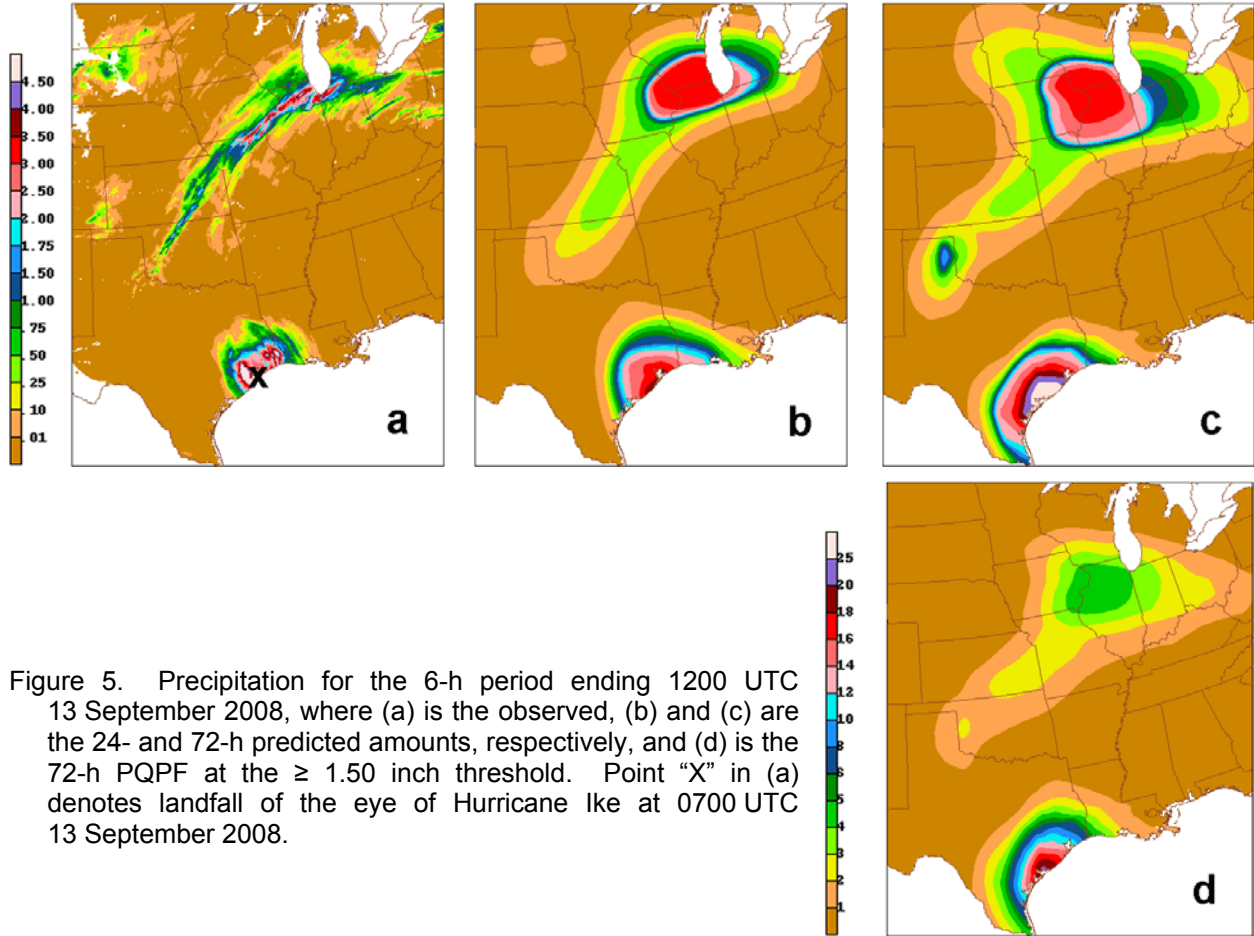 4.50
4.00
3.50
3.00
2.50
2.00
1.75
1.50
1.00
.75
.50
.25
.10
.01
X
a
b
c
25
20
18
16
14
12
10
8
6
5
4
3
2
1
d
Figure 5. Precipitation for the 6-h period ending 1200 UTC
13 September 2008, where (a) is the observed, (b) and (c) are
the 24- and 72-h predicted amounts, respectively, and (d) is the
72-h PQPF at the ≥ 1.50 inch threshold. Point “X” in (a)
denotes landfall of the eye of Hurricane Ike at 0700 UTC
13 September 2008.